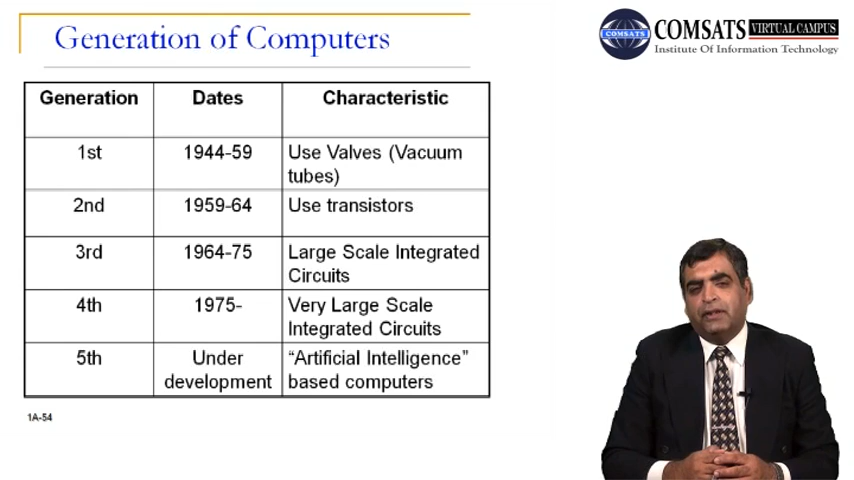 Generation of Computers
COMSATS
COMSATS
VIRTUAL CAMPUS
Institute Of Information Technology
Generation Dates Characteristic
1st 1944-59 Use Valves (Vacuum
tubes)
2nd 1959-64 Use transistors
3rd 1964-75 Large Scale Integrated
Circuits
4th 1975- Very Large Scale
Integrated Circuits
5th Under “Artificial Intelligence”
development based computers
1A-54